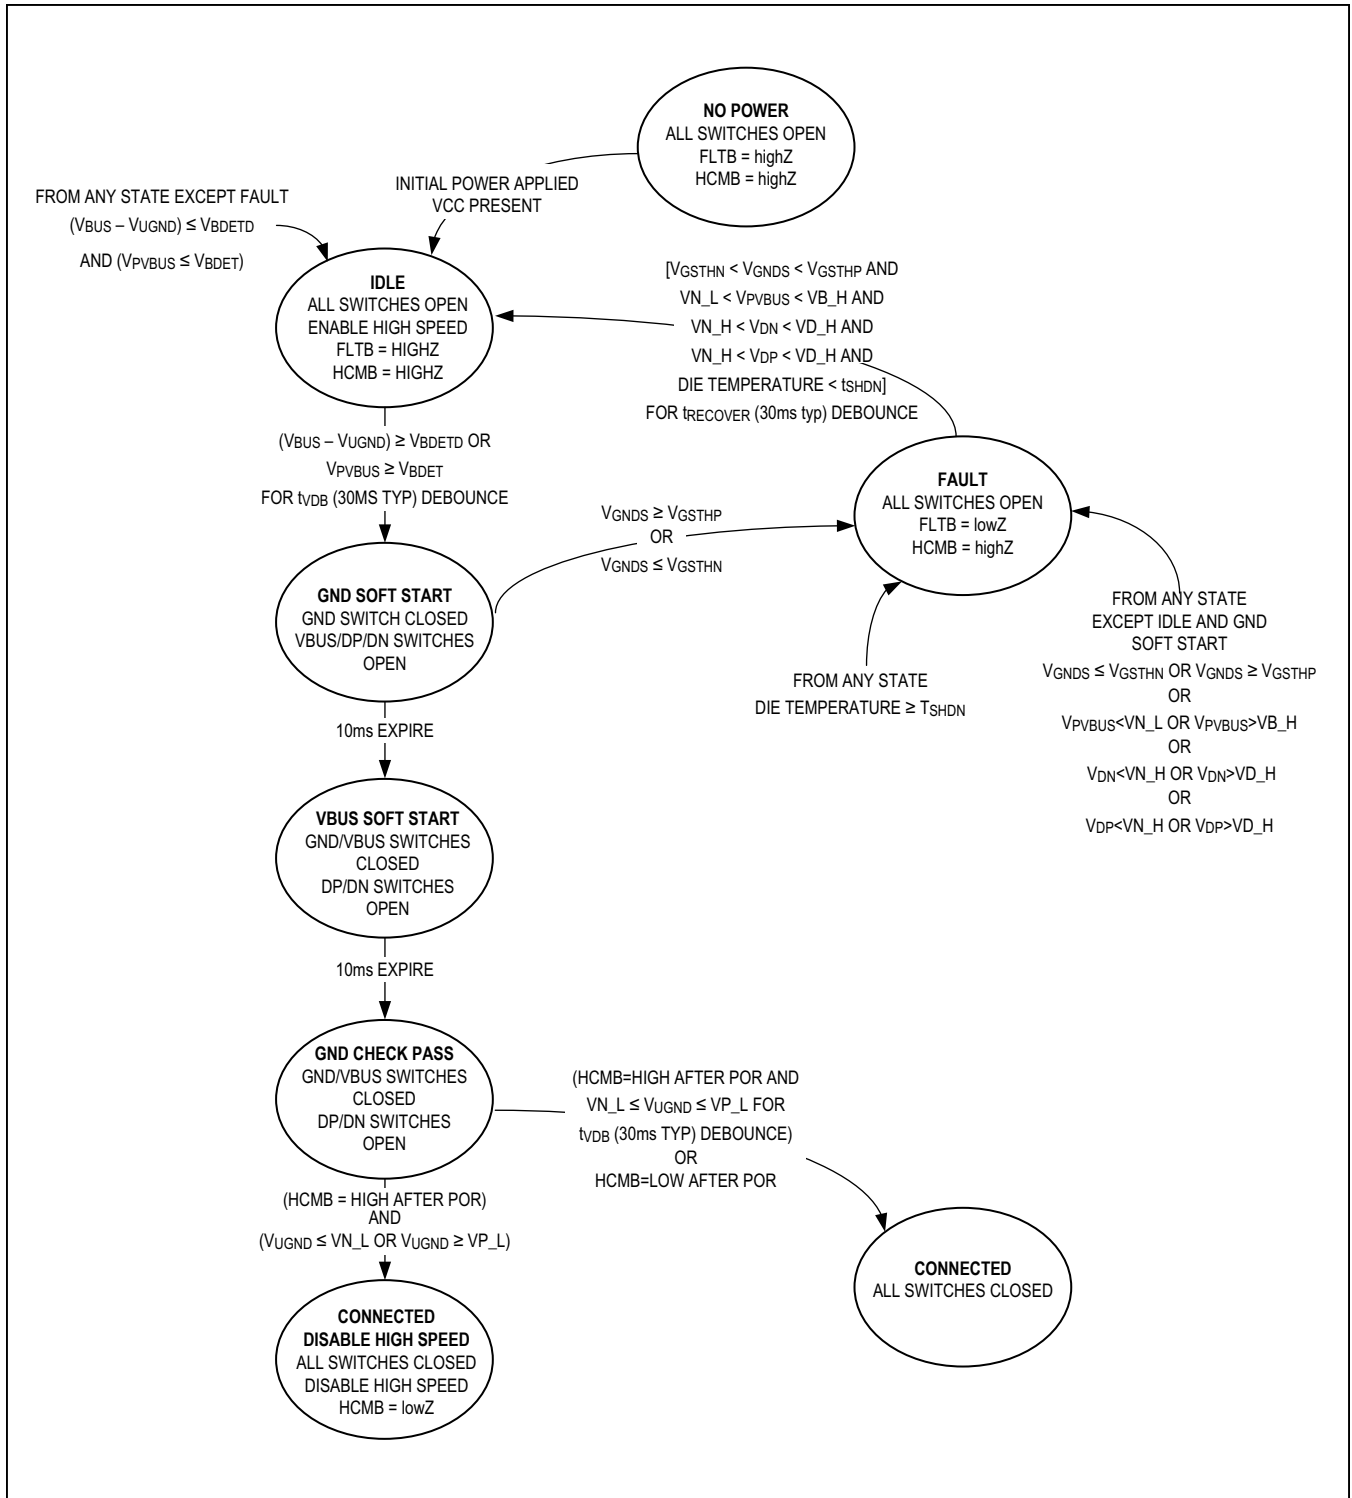 NO POWER
ALL SWITCHES OPEN
FLTB = highZ
HCMB = highZ
INITIAL POWER APPLIED
VCC PRESENT
FROM ANY STATE EXCEPT FAULT
(VBUS – VUGND) ≤ VBDETD
AND (VPVBUS ≤ VBDET)
IDLE
ALL SWITCHES OPEN
ENABLE HIGH SPEED
FLTB = HIGHZ
HCMB = HIGHZ
[VGSTHN < VGNDS < VGSTHP AND
VN_L < VPVBUS < VB_H AND
VN_H < VDN < VD_H AND
VN_H < VDP < VD_H AND
DIE TEMPERATURE < tSHDN]
FOR tRECOVER (30ms typ) DEBOUNCE
(VBUS – VUGND) ≥ VBDETD OR
VPVBUS ≥ VBDET
FOR tVDB (30MS TYP) DEBOUNCE
FAULT
ALL SWITCHES OPEN
FLTB = lowZ
HCMB = highZ
VGNDS ≥ VGSTHP
OR
VGNDS ≤ VGSTHN
GND SOFT START
GND SWITCH CLOSED
VBUS/DP/DN SWITCHES
OPEN
FROM ANY STATE
DIE TEMPERATURE ≥ TSHDN
FROM ANY STATE
EXCEPT IDLE AND GND
SOFT START
VGNDS ≤ VGSTHN OR VGNDS ≥ VGSTHP
OR
VPVBUS<VN_L OR VPVBUS>VB_H
OR
VDN<VN_H OR VDN>VD_H
OR
VDP<VN_H OR VDP>VD_H
10ms EXPIRE
VBUS SOFT START
GND/VBUS SWITCHES
CLOSED
DP/DN SWITCHES
OPEN
10ms EXPIRE
GND CHECK PASS
GND/VBUS SWITCHES
CLOSED
DP/DN SWITCHES
OPEN
(HCMB=HIGH AFTER POR AND
VN_L ≤ VUGND ≤ VP_L FOR
tVDB (30ms TYP) DEBOUNCE)
OR
HCMB=LOW AFTER POR
(HCMB = HIGH AFTER POR)
AND
(VUGND ≤ VN_L OR VUGND ≥ VP_L)
CONNECTED
ALL SWITCHES CLOSED
CONNECTED
DISABLE HIGH SPEED
ALL SWITCHES CLOSED
DISABLE HIGH SPEED
HCMB = lowZ